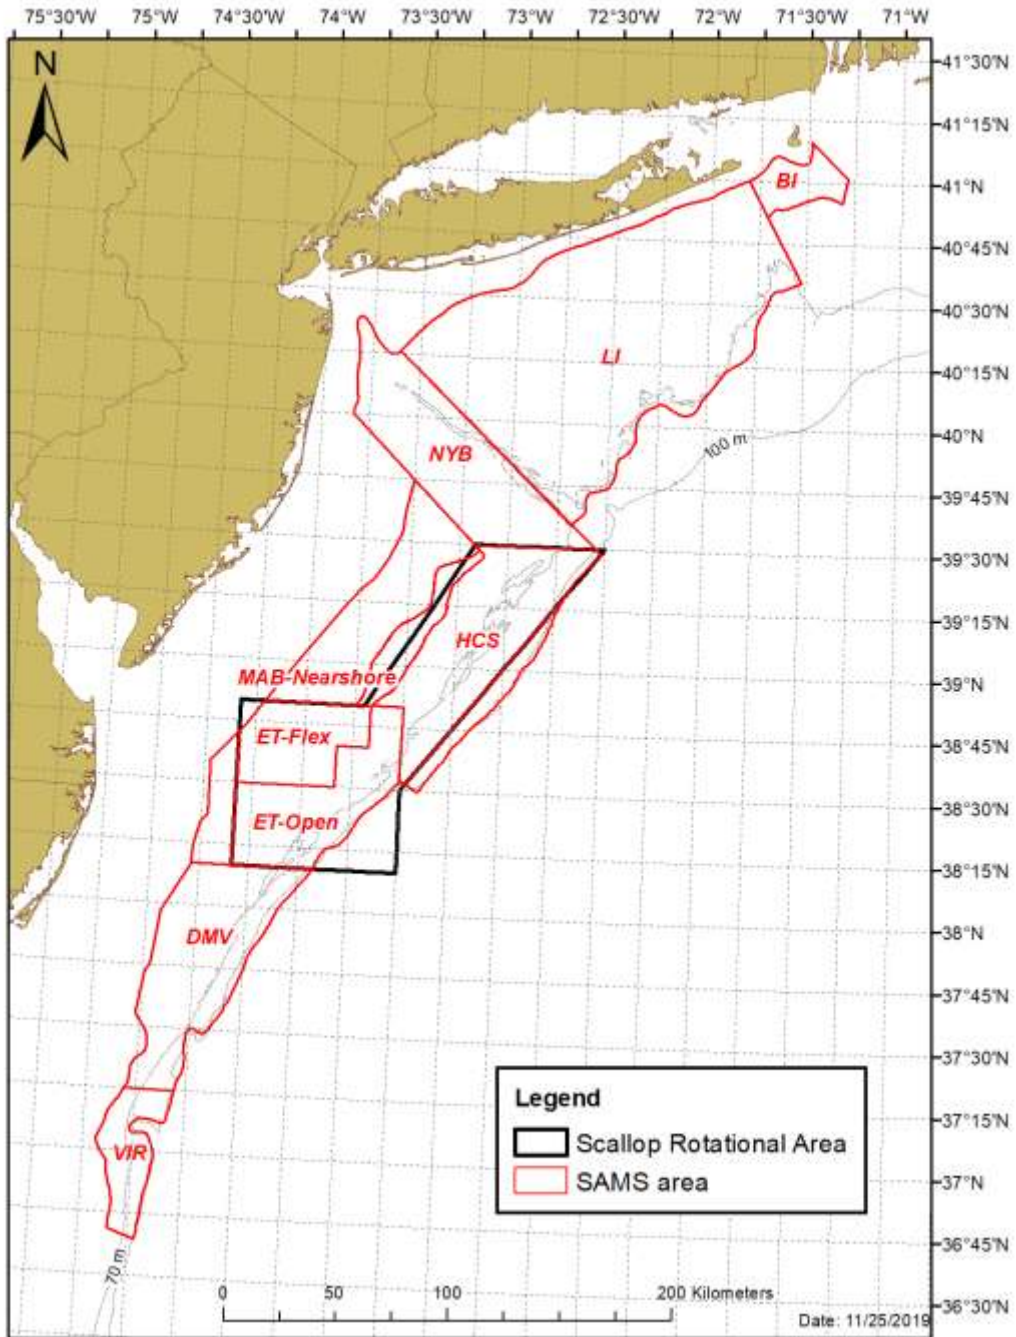 75°30'W 75°W 74°30'W 74°W 73°30'W 73°W 72°30'W 72°W 71°30'W 71°W
N
41°30'N
41°15'N
BI
41°N
40°45'N
40°30'N
LI
40°15'N
40°N
100 m
NYB
39°45'N
39°30'N
39°15'N
HCS
39°N
MAB-Nearshore
ET-Flex
38°45'N
38°30'N
ET-Open
38°15'N
DMV
38°N
37°45'N
37°30'N
Legend
Scallop Rotational Area
SAMS area
37°15'N
VIR
37°N
36°45'N
70 m
0 50 100 200 Kilometers
36°30'N
Date: 11/25/2019